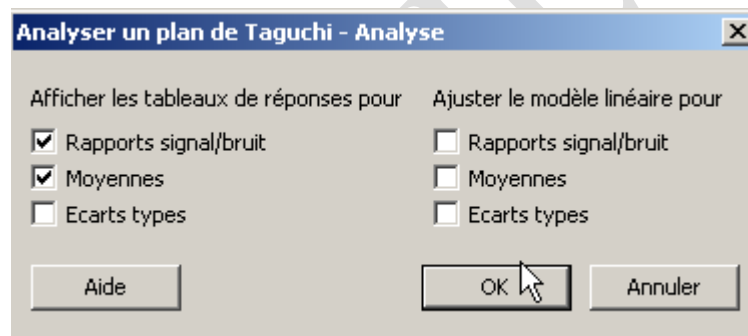 Analyser un plan de Taguchi - Analyse
Afficher les tableaux de réponses pour
Rapports signal/bruit
Moyennes
Ecarts types
Ajuster le modèle linéaire pour
Rapports signal/bruit
Moyennes
Ecarts types
Aide
OK
Annuler